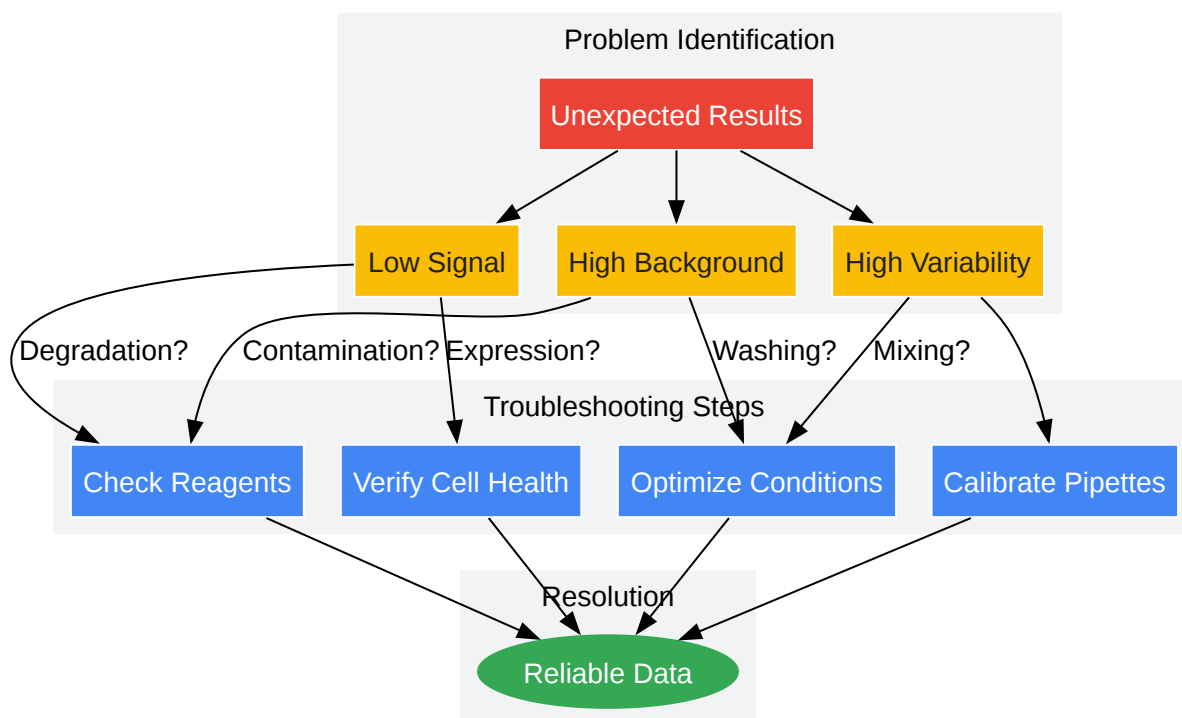 Problem Identification
Unexpected Results
Low Signal
High Background
High Variability
Degradation?
Contamination?
Expression?
Washing?
Mixing?
Troubleshooting Steps
Check Reagents
Verify Cell Health
Optimize Conditions
Calibrate Pipettes
Resolution
Reliable Data